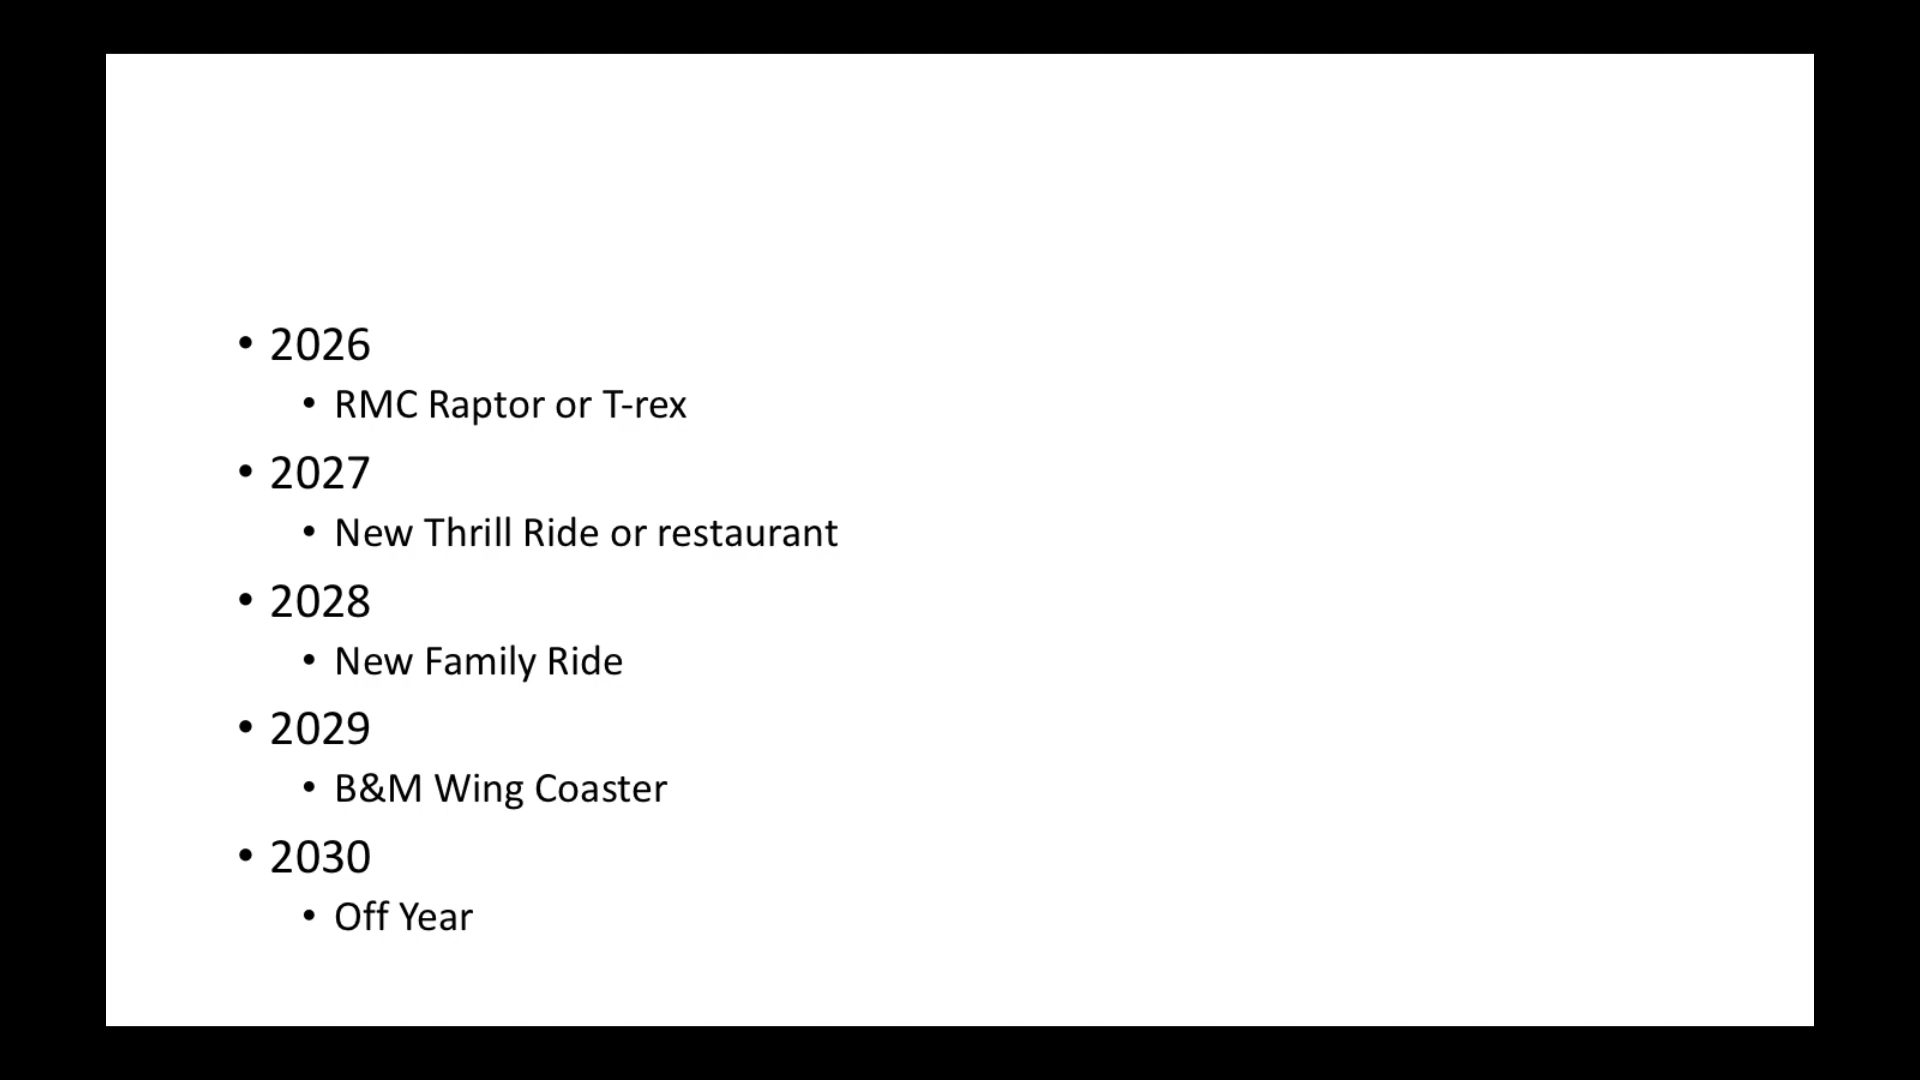 • 2026
• RMC Raptor or T-rex
• 2027
• New Thrill Ride or restaurant
• 2028
• New Family Ride
• 2029
• B&M Wing Coaster
• 2030
• Off Year